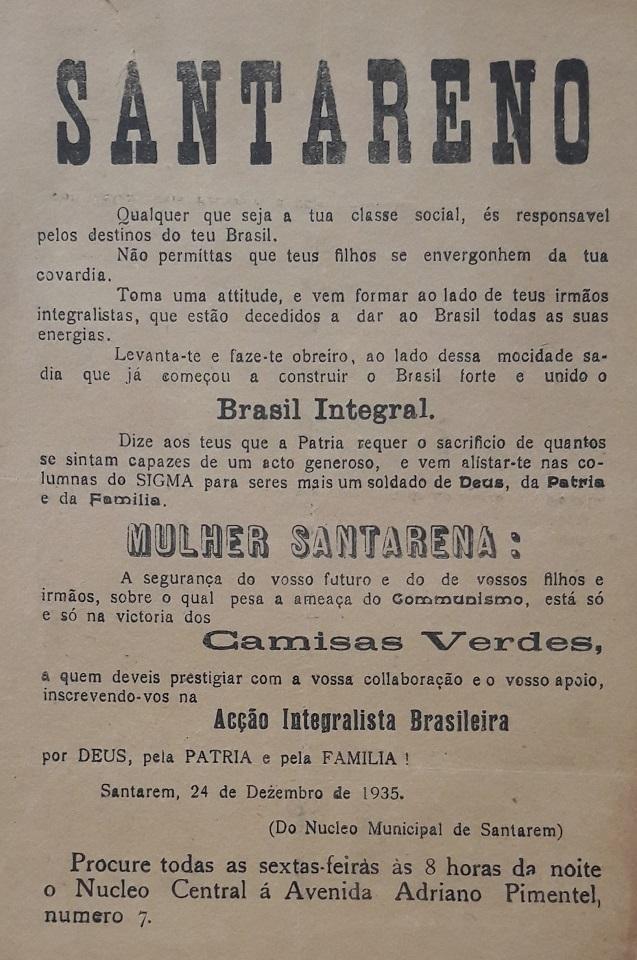 SANTARENO
Qualquer que seja a tua classe social, és responsavel
pelos destinos do teu Brasil.
Não permittas que teus filhos se envergonhem da tua
covardia.
Toma uma attitude, e vem formar ao lado de teus irmãos
integralistas, que estão decedidos a dar ao Brasil todas as suas
energias.
Levanta-te e faze-te obreiro, ao lado dessa mocidade sa-
dia que já começou a construir o Brasil forte e unido o
Brasil Integral.
Dize aos teus que a Patria requer o sacrificio de quantos
se sintam capazes de um acto generoso, e vem alistar-te nas co-
lumnas do SIGMA para seres mais um soldado de Deus, da Patria
e da Familia.
MULHER SANTARENA:
A segurança do vosso futuro e do de vossos filhos e
irmãos, sobre o qual pesa a ameaça do Communismo, está só
e só na victoria dos
Camisas Verdes,
a quem deveis prestigiar com a vossa collaboração e o vosso apoio,
inscrevendo-vos na
Acção Integralista Brasileira
por DEUS, pela PATRIA e pela FAMILIA !
Santarem, 24 de Dezembro de 1935.
(Do Nucleo Municipal de Santarem)
Procure todas as sextas-feiras às 8 horas da noite
o Nucleo Central á Avenida Adriano Pimentel,
numero 7.